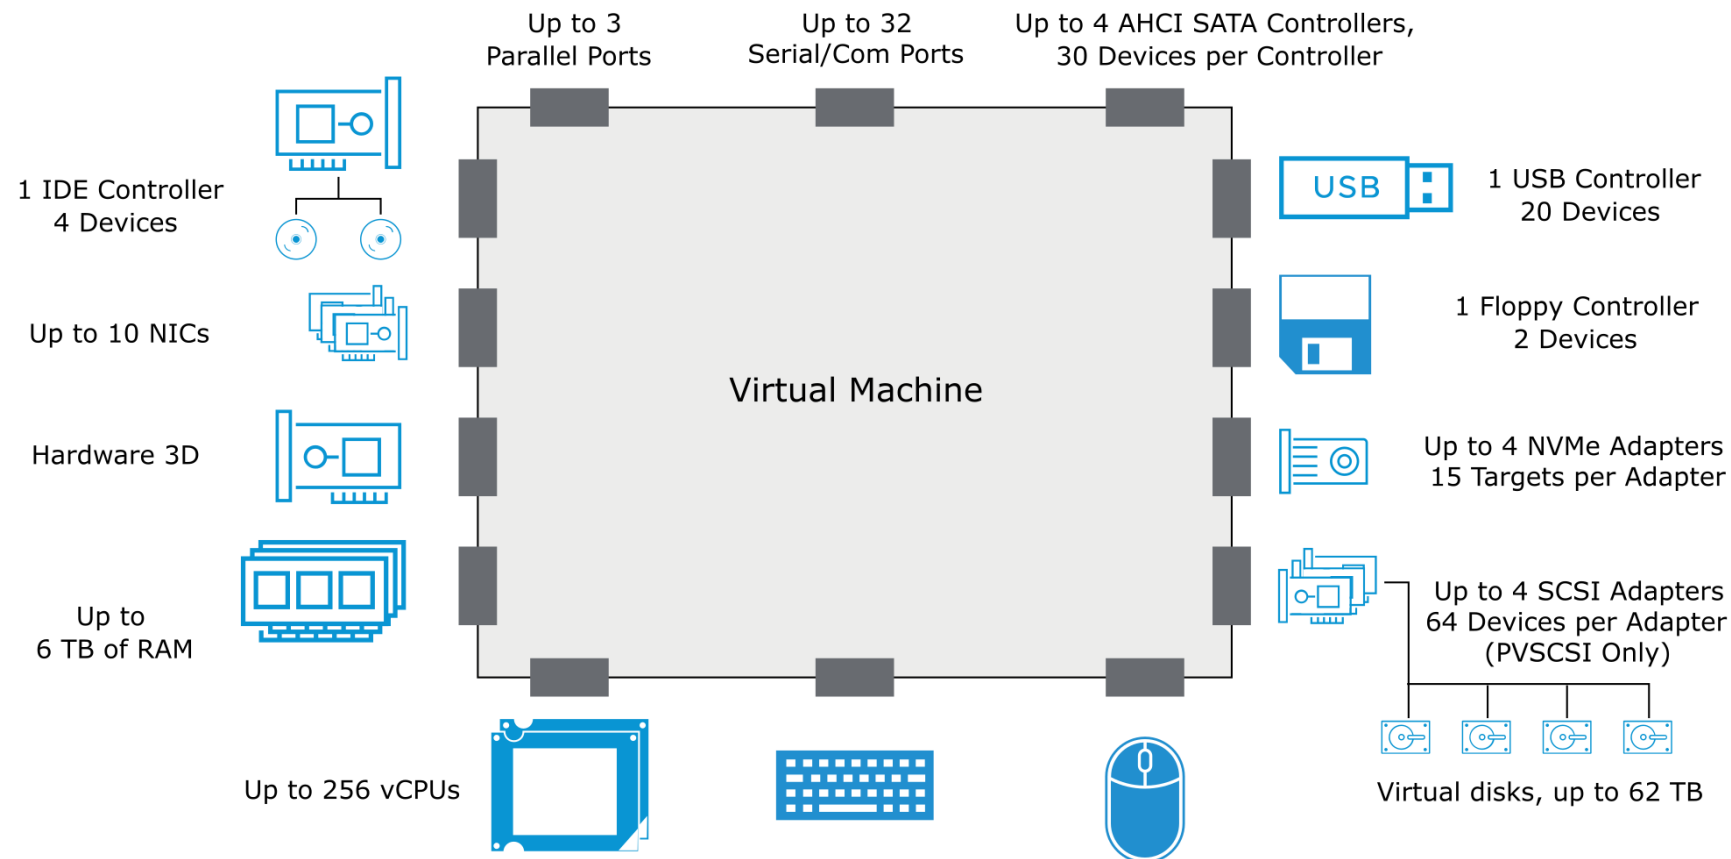 Up to 3
Parallel Ports
Up to 32
Serial/Com Ports
Up to 4 AHCI SATA Controllers,
30 Devices per Controller
1 IDE Controller
4 Devices
USB
1 USB Controller
20 Devices
Up to 10 NICs
1 Floppy Controller
2 Devices
Virtual Machine
Hardware 3D
Up to 4 NVMe Adapters
15 Targets per Adapter
Up to
6 TB of RAM
Up to 4 SCSI Adapters
64 Devices per Adapter
(PVSCSI Only)
Up to 256 vCPUs
Virtual disks, up to 62 TB